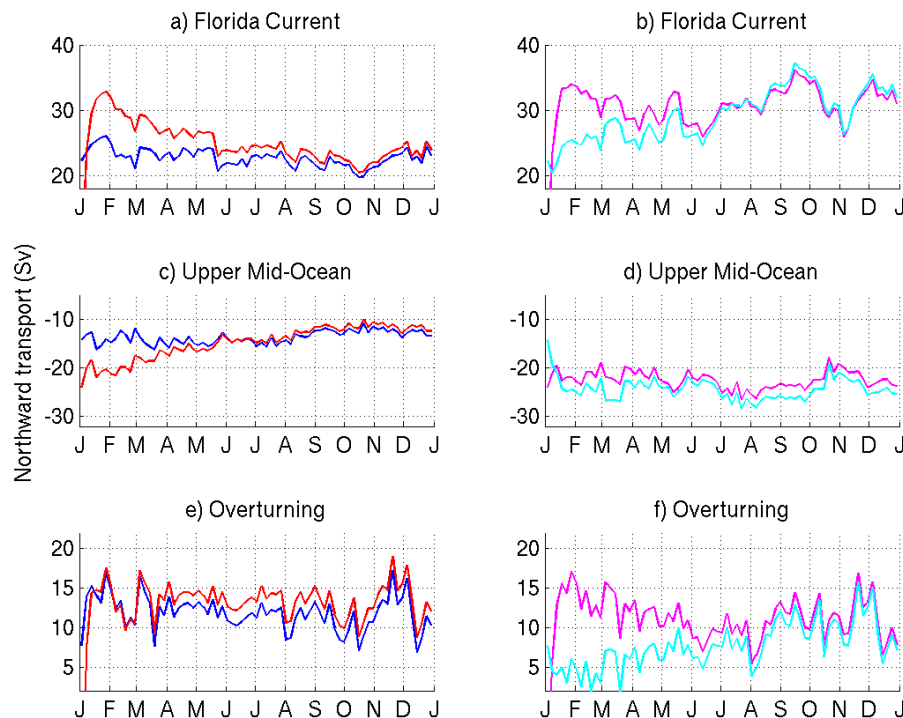 a) Florida Current
40
30
20
J F M A M J J A S O N D J
b) Florida Current
40
30
20
J F M A M J J A S O N D J
Northward transport (Sv)
c) Upper Mid-Ocean
-10
-20
-30
J F M A M J J A S O N D J
d) Upper Mid-Ocean
-10
-20
-30
J F M A M J J A S O N D J
e) Overturning
20
15
10
5
J F M A M J J A S O N D J
f) Overturning
20
15
10
5
J F M A M J J A S O N D J